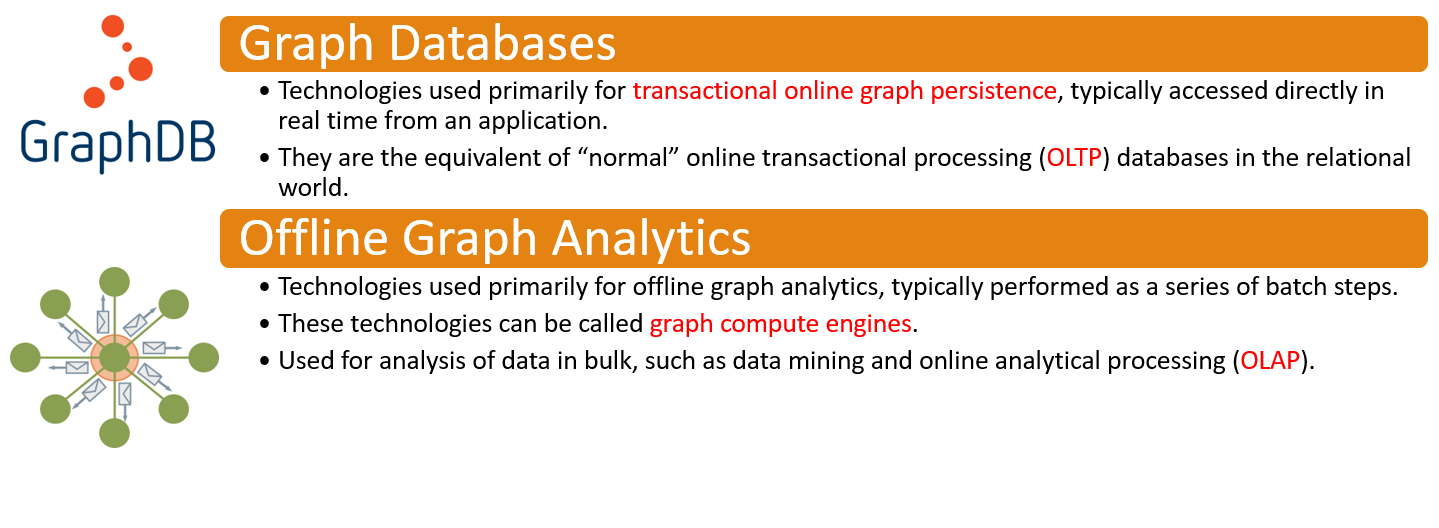 GraphDB
Graph Databases
• Technologies used primarily for transactional online graph persistence, typically accessed directly in
real time from an application.
• They are the equivalent of “normal” online transactional processing (OLTP) databases in the relational
world.
Offline Graph Analytics
• Technologies used primarily for offline graph analytics, typically performed as a series of batch steps.
• These technologies can be called graph compute engines.
• Used for analysis of data in bulk, such as data mining and online analytical processing (OLAP).